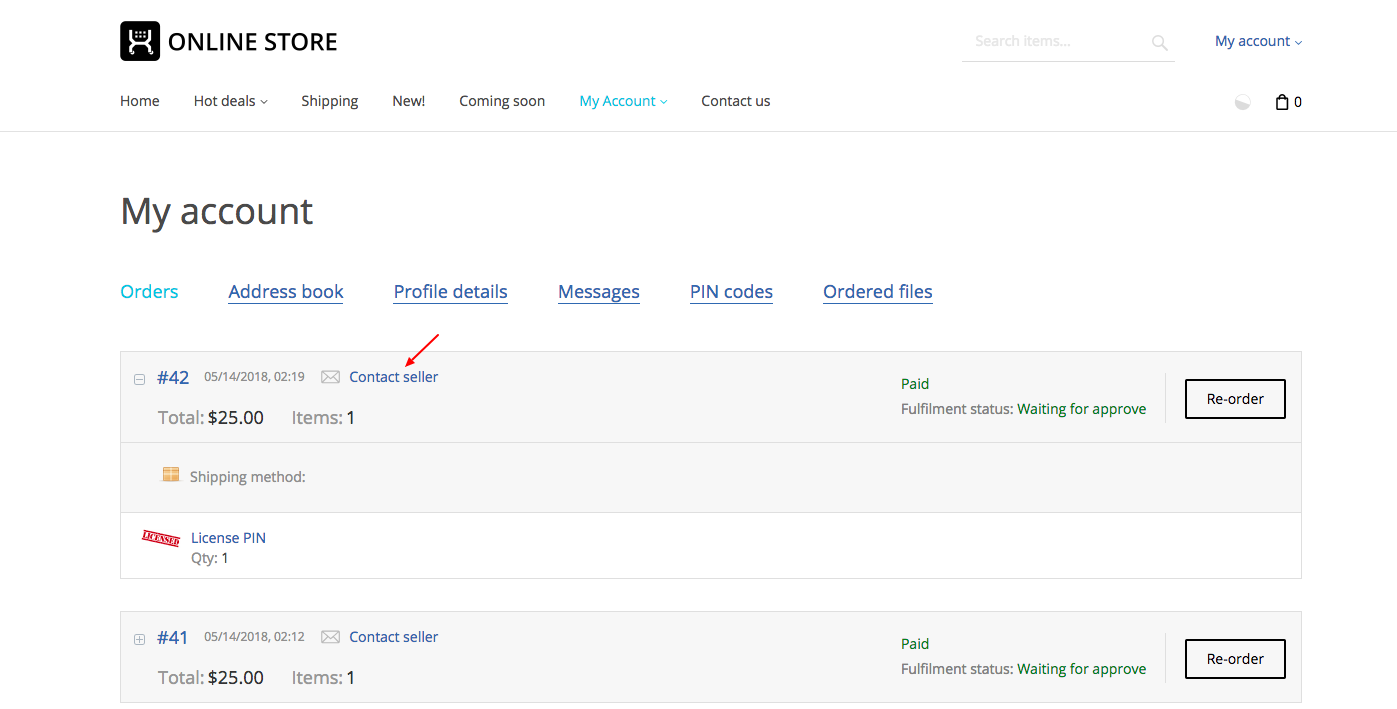 ONLINE STORE
Search items...
My account
Home Hot deals Shipping New! Coming soon My Account Contact us 0
My account
Orders Address book Profile details Messages PIN codes Ordered files
#42 05/14/2018, 02:19 Contact seller
Total: $25.00 Items: 1
Paid
Fulfilment status: Waiting for approve
Re-order
Shipping method:
LICENSED
License PIN
Qty: 1
#41 05/14/2018, 02:12 Contact seller
Total: $25.00 Items: 1
Paid
Fulfilment status: Waiting for approve
Re-order